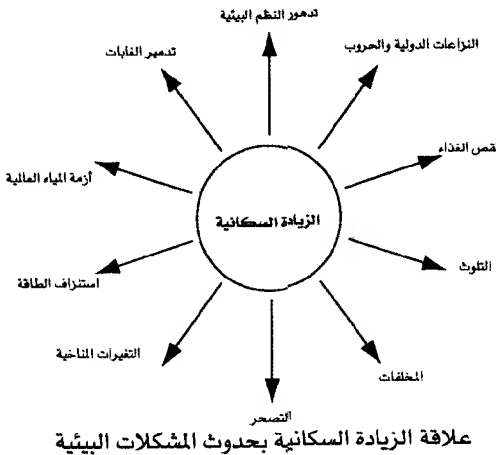 تدهور النظم البيئية
النزاعات الدولية والحروب
تدمير الغابات
نقص الغذاء
أزمة المياه العالمية
الزيادة السكانية
التلوث
استنزاف الطاقة
التغيرات المناخية
المخلفات
التصحر
علاقة الزيادة السكانية بحدوث المشكلات البيئية